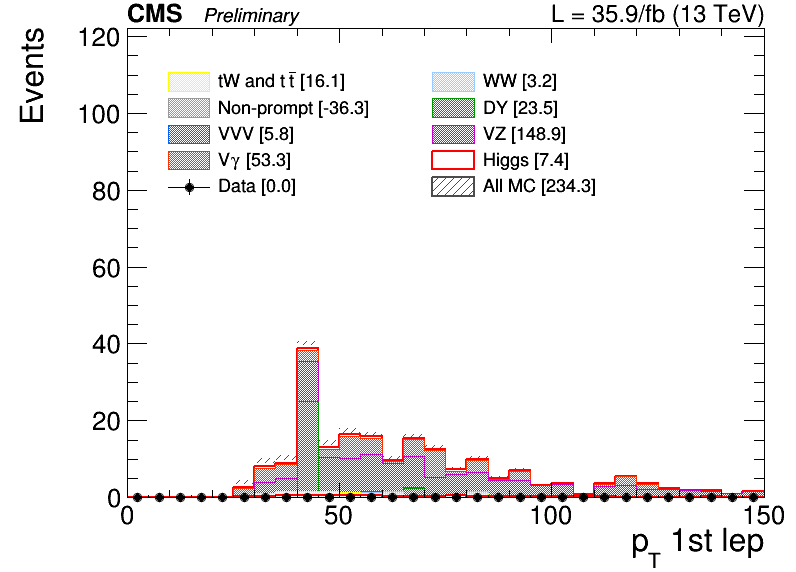 CMS Preliminary L = 35.9/fb (13 TeV)
Events
120
100
80
60
40
20
0
tW and t t̄ [16.1]
Non-prompt [-36.3]
VVV [5.8]
Vγ [53.3]
Data [0.0]
WW [3.2]
DY [23.5]
VZ [148.9]
Higgs [7.4]
All MC [234.3]
0 50 100 150
p_T 1st lep